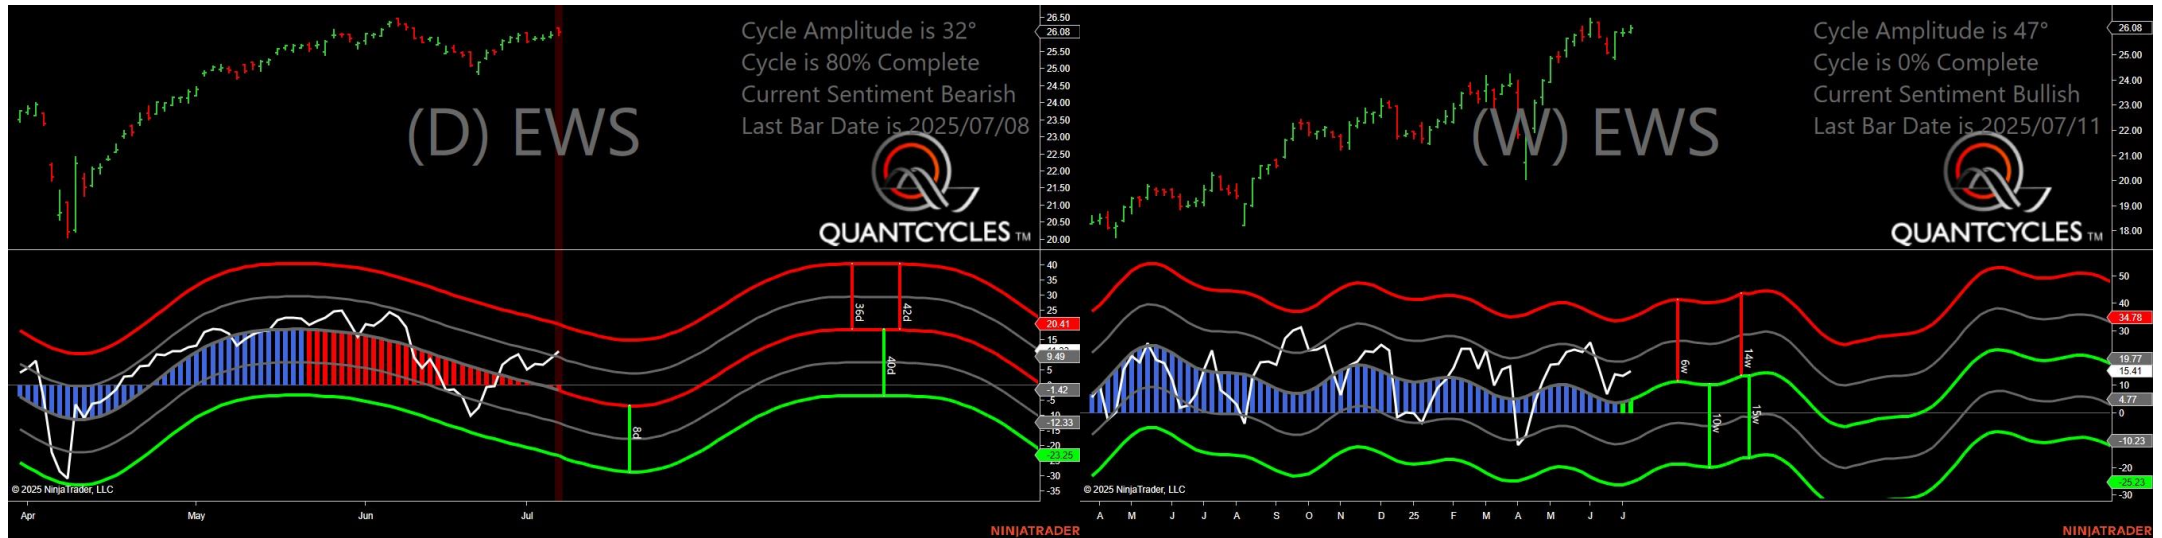 Cycle Amplitude is 32°
Cycle is 80% Complete
Current Sentiment Bearish
Last Bar Date is 2025/07/08
(D) EWS
QUANTCYCLES TM
26.50
26.08
25.50
25.00
24.50
24.00
23.50
23.00
22.50
22.00
21.50
21.00
20.50
20.00
40
35
30
25
20.41
15
9.49
5
-1.42
-5
-10
-12.33
-15
-20
-23.25
-30
-35
36d
42d
40d
8d
© 2025 NinjaTrader, LLC
Apr
May
Jun
Jul
NINJATRADER
Cycle Amplitude is 47°
Cycle is 0% Complete
Current Sentiment Bullish
Last Bar Date is 2025/07/11
(W) EWS
QUANTCYCLES TM
26.08
25.00
24.00
23.00
22.00
21.00
20.00
19.00
18.00
50
40
34.78
30
19.77
15.41
10
4.77
0
-10.23
-20
-25.23
-30
6w
14w
10w
15w
© 2025 NinjaTrader, LLC
A M J J A S O N D 25 F M A M J J
NINJATRADER